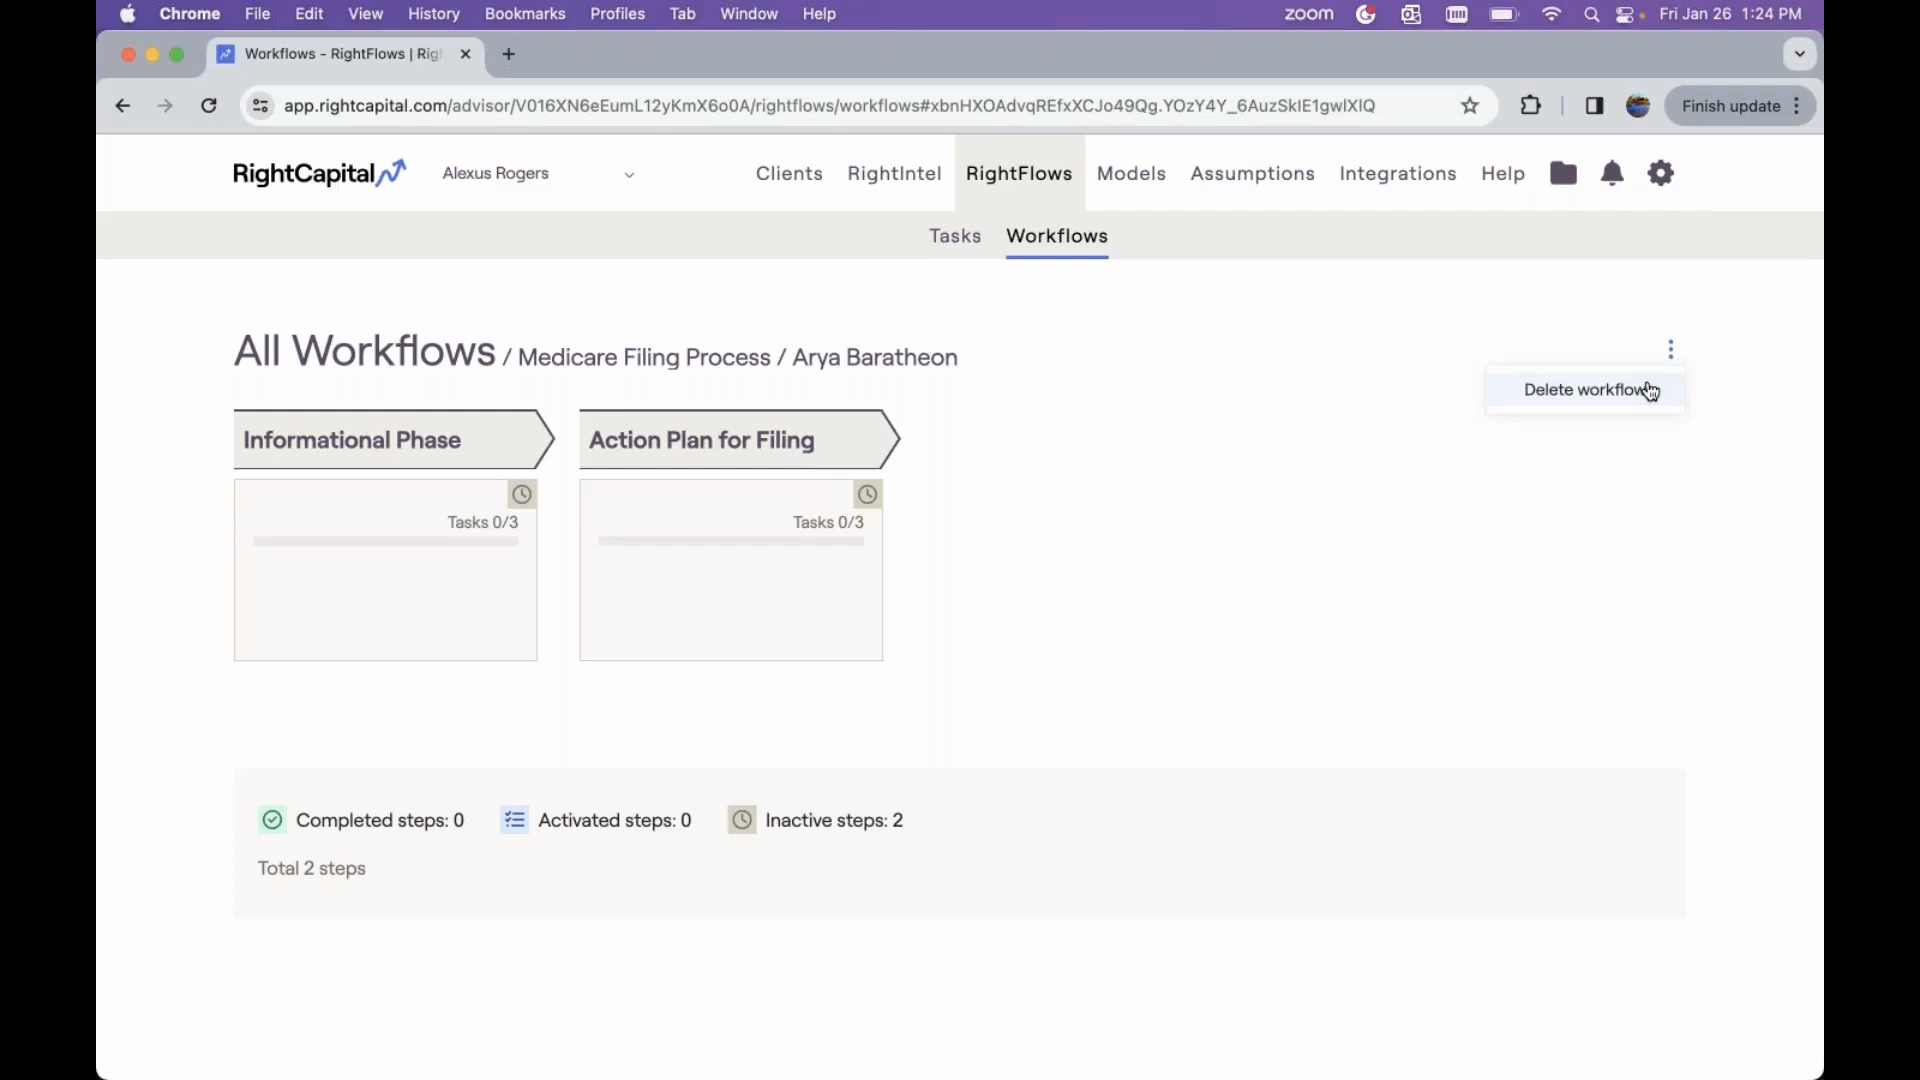 Chrome File Edit View History Bookmarks Profiles Tab Window Help zoom Fri Jan 26 1:24 PM
Workflows - RightFlows | Rig
app.rightcapital.com/advisor/V016XN6eEumL12yKmX6o0A/rightflows/workflows#xbnHXOAdvqREfxXCJo49Qg.YOzY4Y_6AuzSkIE1gwlXIQ Finish update
RightCapital Alexus Rogers Clients RightIntel RightFlows Models Assumptions Integrations Help
Tasks Workflows
All Workflows / Medicare Filing Process / Arya Baratheon
Delete workflow
Informational Phase Action Plan for Filing
Tasks 0/3 Tasks 0/3
Completed steps: 0 Activated steps: 0 Inactive steps: 2
Total 2 steps